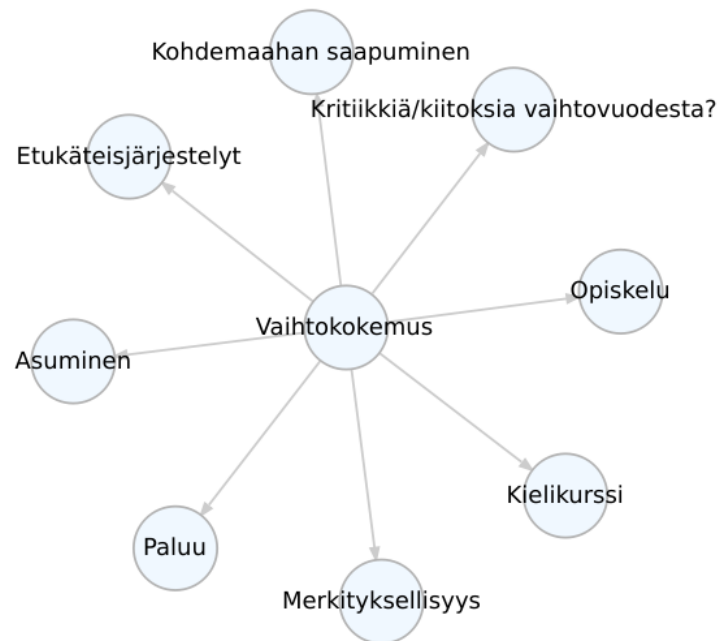 Kohdemaahan saapuminen
Kritiikkiä/kiitoksia vaihtovuodesta?
Etukäteisjärjestelyt
Opiskelu
Vaihtokokemus
Asuminen
Kielikurssi
Paluu
Merkityksellisyys